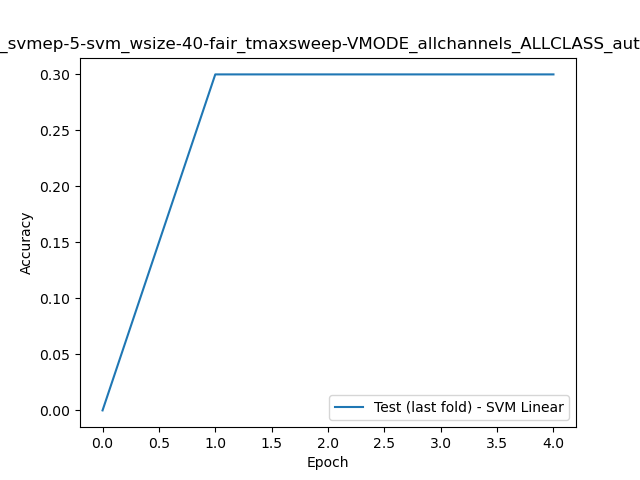 _svmep-5-svm_wsize-40-fair_tmaxsweep-VMODE_allchannels_ALLCLASS_aut
0.30
0.25
0.20
0.15
0.10
0.05
0.00
Accuracy
Test (last fold) - SVM Linear
0.0 0.5 1.0 1.5 2.0 2.5 3.0 3.5 4.0
Epoch